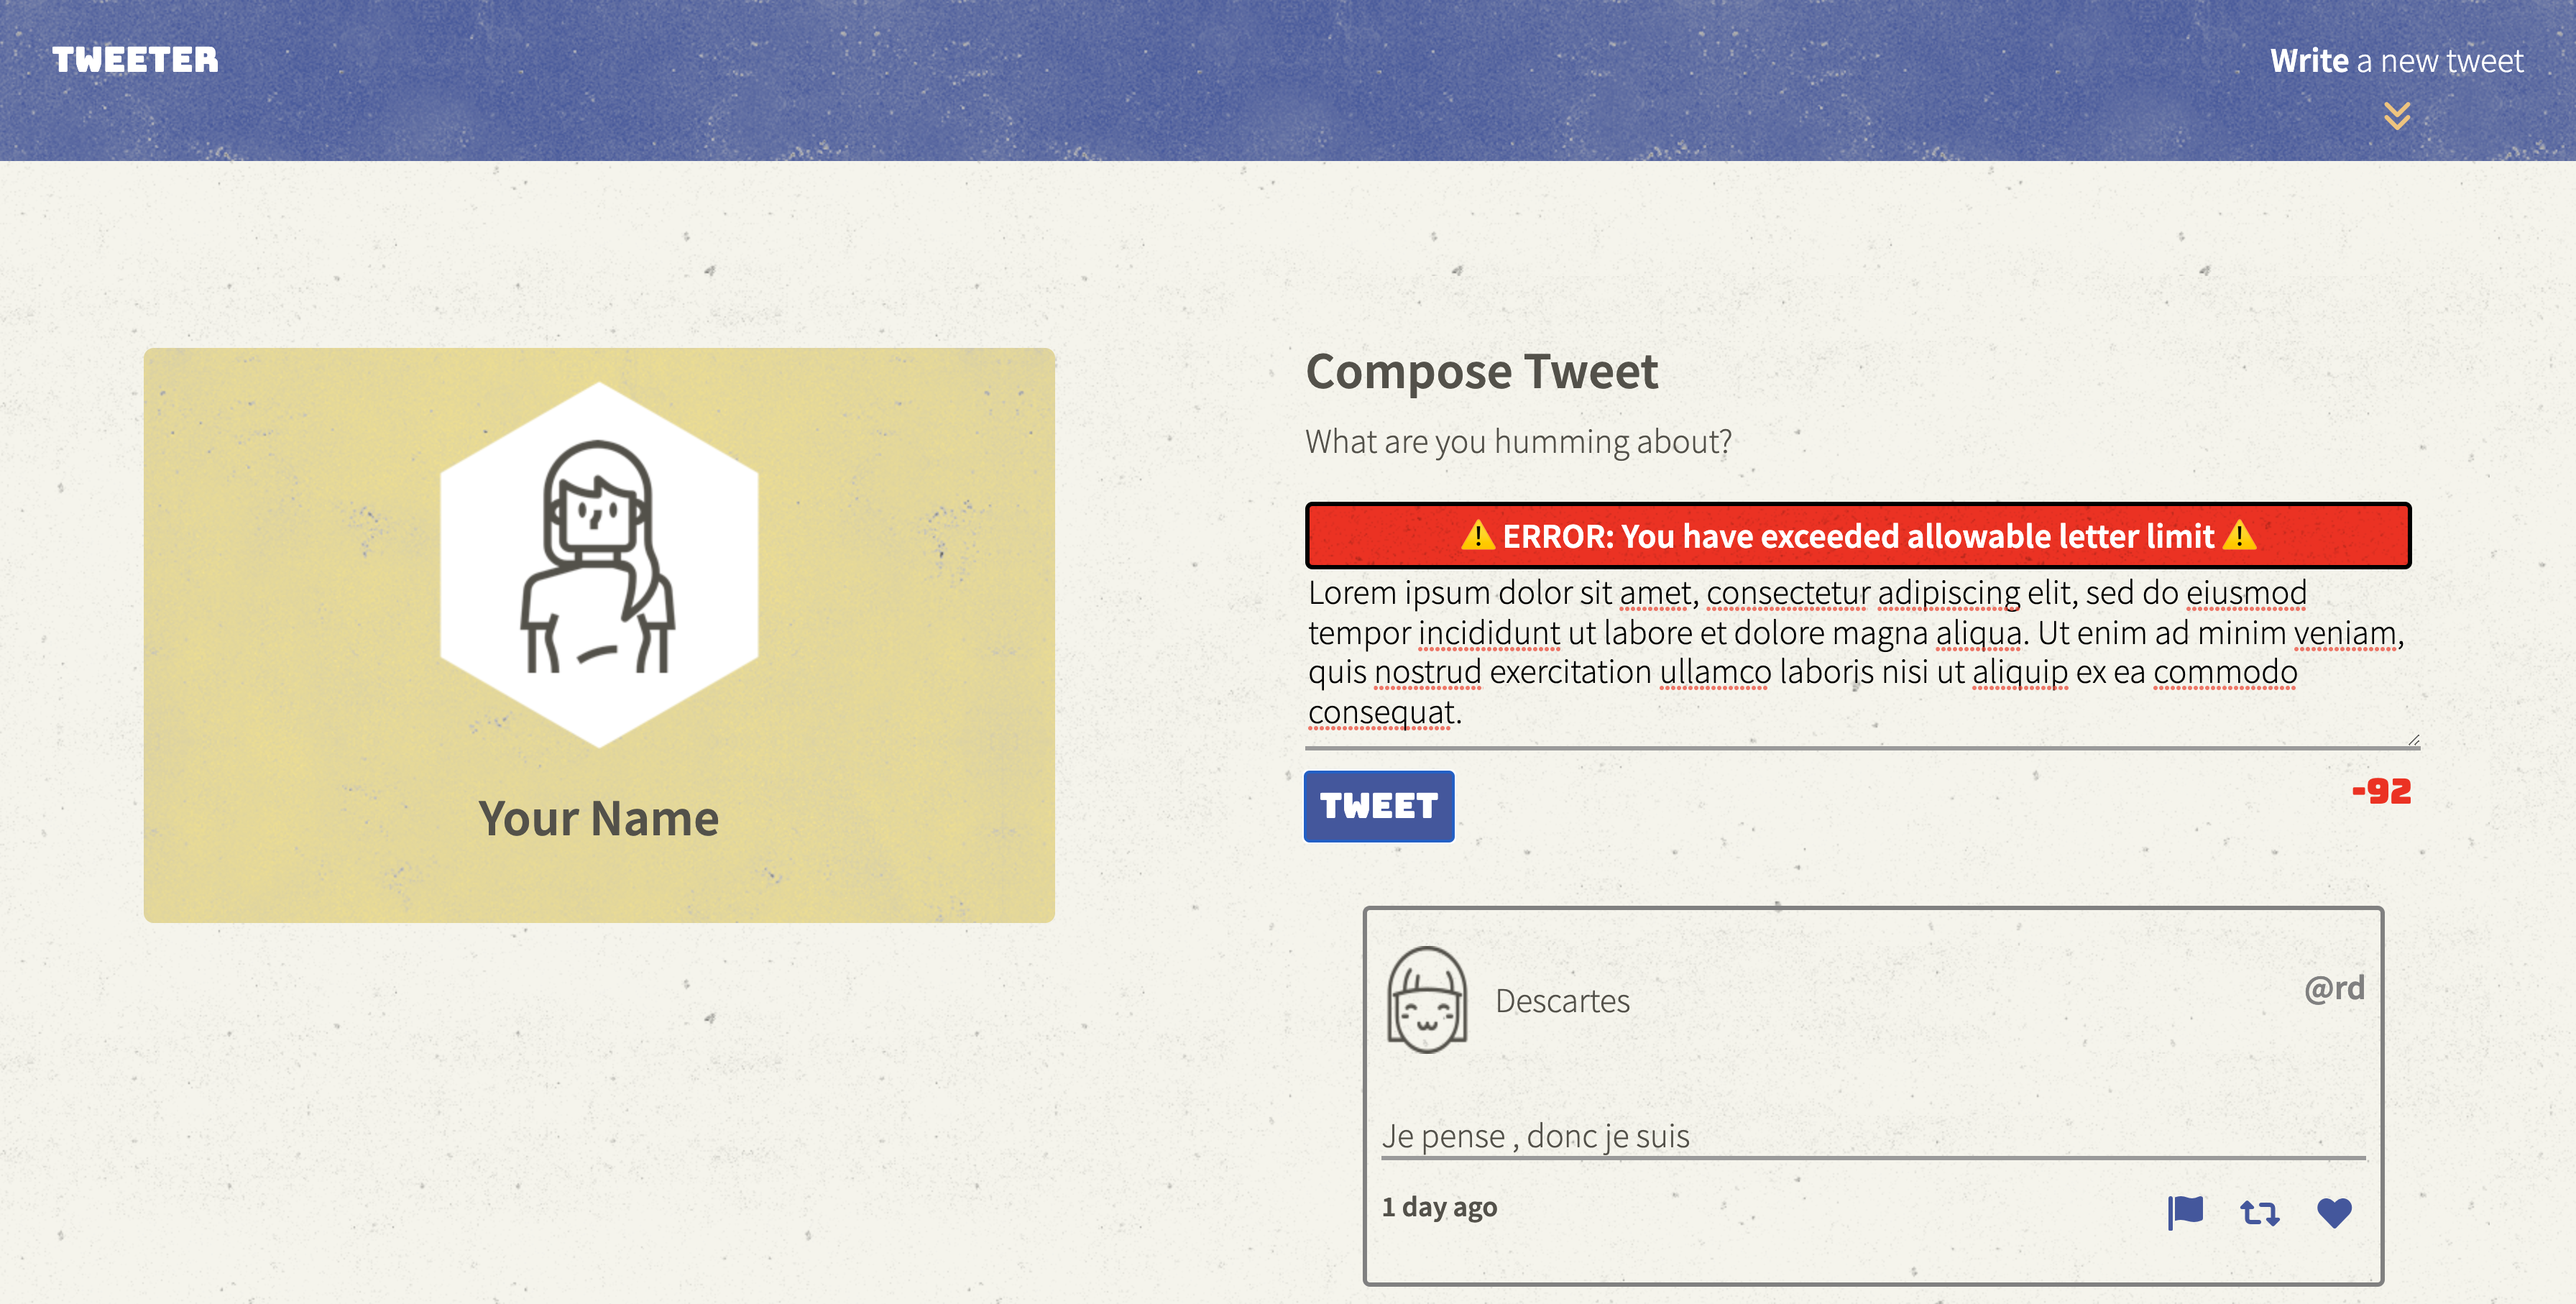 TWEETER
Write a new tweet
Your Name
Compose Tweet
What are you humming about?
⚠️ ERROR: You have exceeded allowable letter limit ⚠️
Lorem ipsum dolor sit amet, consectetur adipiscing elit, sed do eiusmod
tempor incididunt ut labore et dolore magna aliqua. Ut enim ad minim veniam,
quis nostrud exercitation ullamco laboris nisi ut aliquip ex ea commodo
consequat.
TWEET
-92
Descartes
@rd
Je pense , donc je suis
1 day ago